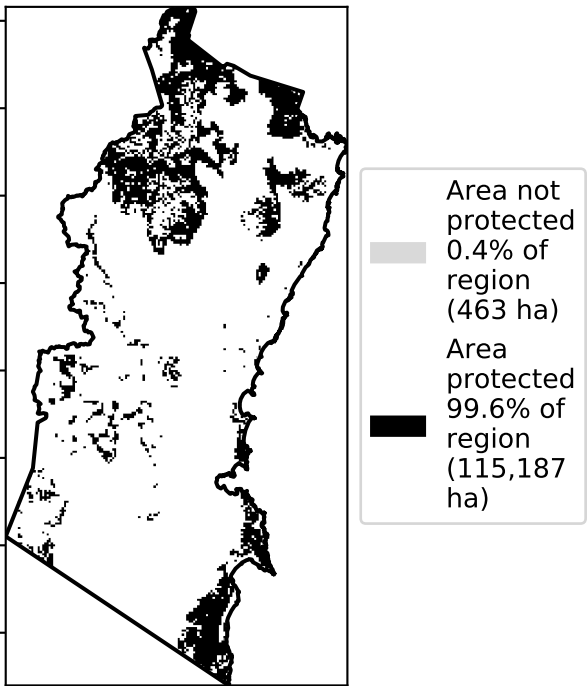 Area not
protected
0.4% of
region
(463 ha)
Area
protected
99.6% of
region
(115,187
ha)